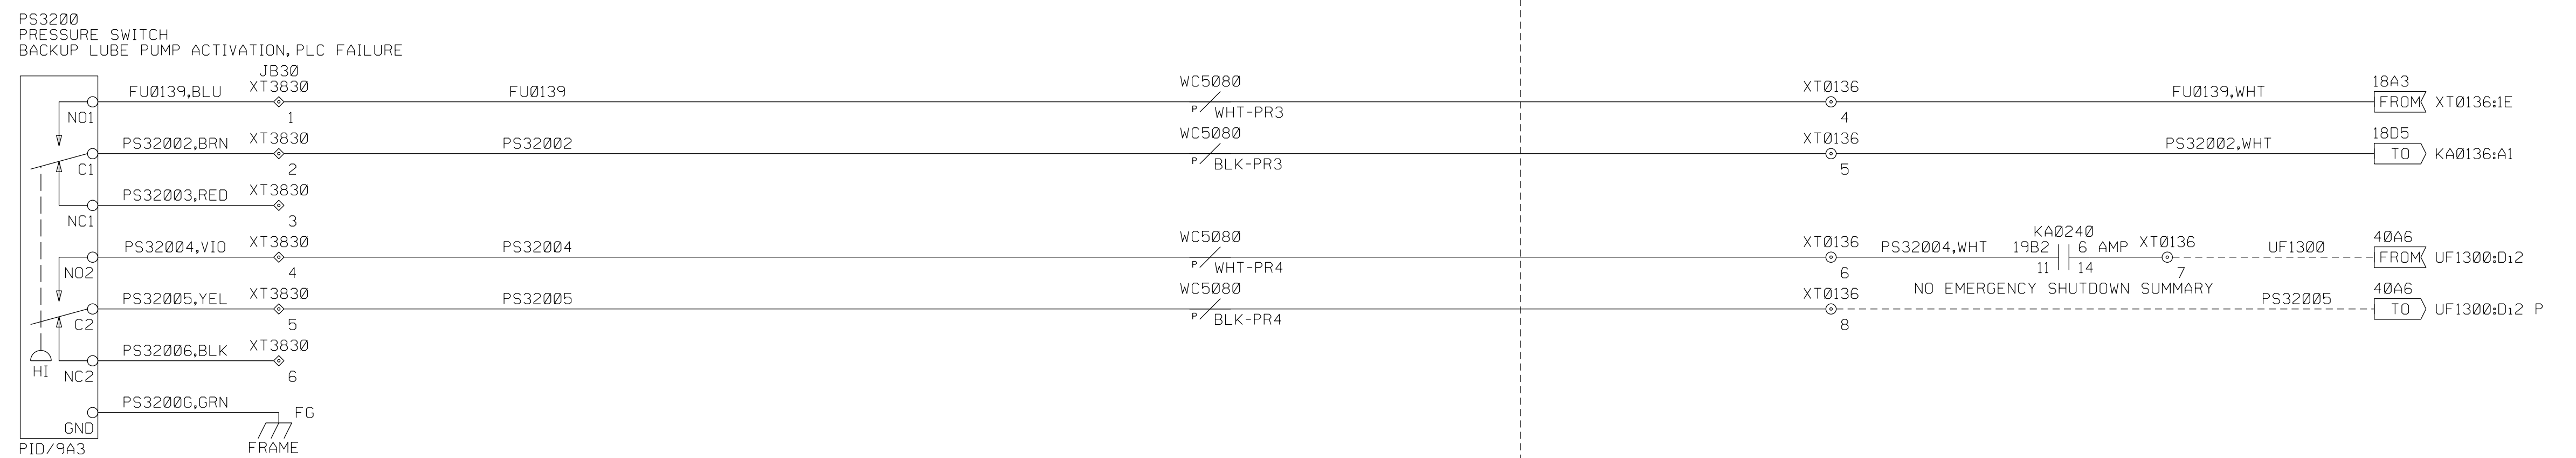 PS3200
PRESSURE SWITCH
BACKUP LUBE PUMP ACTIVATION, PLC FAILURE
JB30
FU0139,BLU XT3830 FU0139 WC5080 XT0136 FU0139,WHT 18A3
NO1 1 P WHT-PR3 4 FROM XT0136:1E
PS32002,BRN XT3830 PS32002 WC5080 XT0136 PS32002,WHT 18D5
C1 2 P BLK-PR3 5 TO KA0136:A1
PS32003,RED XT3830
NC1 3
PS32004,VIO XT3830 PS32004 WC5080 XT0136 PS32004,WHT 19B2 KA0240 6 AMP XT0136 UF1300 40A6
NO2 4 P WHT-PR4 6 11 14 7 FROM UF1300:Di2
NO EMERGENCY SHUTDOWN SUMMARY
PS32005,YEL XT3830 PS32005 WC5080 XT0136 PS32005 40A6
C2 5 P BLK-PR4 8 TO UF1300:Di2 P
PS32006,BLK XT3830
HI NC2 6
PS3200G,GRN FG
GND FRAME
PID/9A3